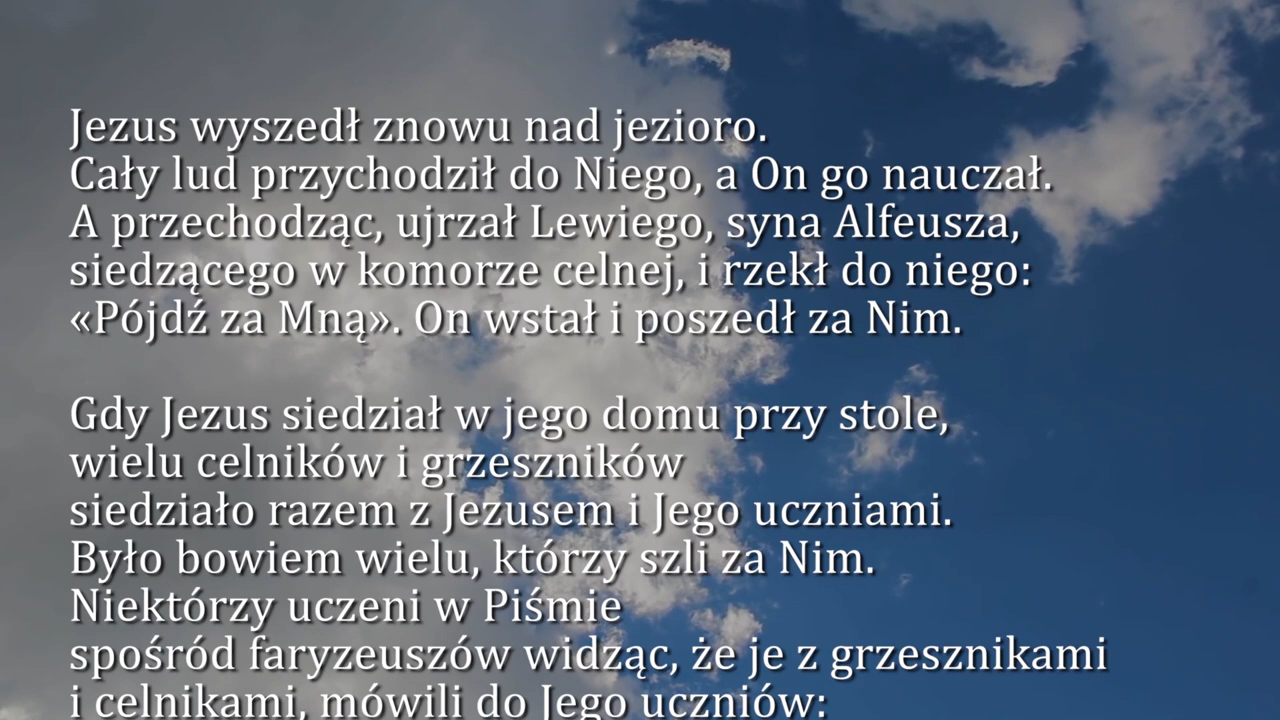 Jezus wyszedł znowu nad jezioro.
Cały lud przychodził do Niego, a On go nauczał.
A przechodząc, ujrzał Lewiego, syna Alfeusza,
siedzącego w komorze celnej, i rzekł do niego:
«Pójdź za Mną». On wstał i poszedł za Nim.
Gdy Jezus siedział w jego domu przy stole,
wielu celników i grzeszników
siedziało razem z Jezusem i Jego uczniami.
Było bowiem wielu, którzy szli za Nim.
Niektórzy uczeni w Piśmie
spośród faryzeuszów widząc, że je z grzesznikami
i celnikami, mówili do Jego uczniów: